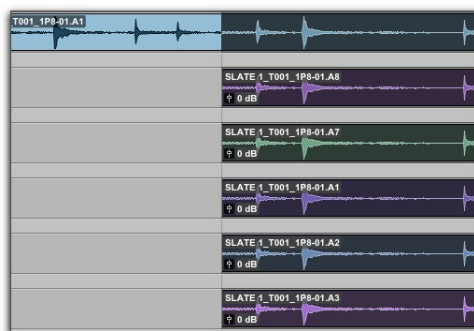 T001_1P8-01.A1
SLATE 1_T001_1P8-01.A8
0 dB
SLATE 1_T001_1P8-01.A7
0 dB
SLATE 1_T001_1P8-01.A1
0 dB
SLATE 1_T001_1P8-01.A2
0 dB
SLATE 1_T001_1P8-01.A3
0 dB